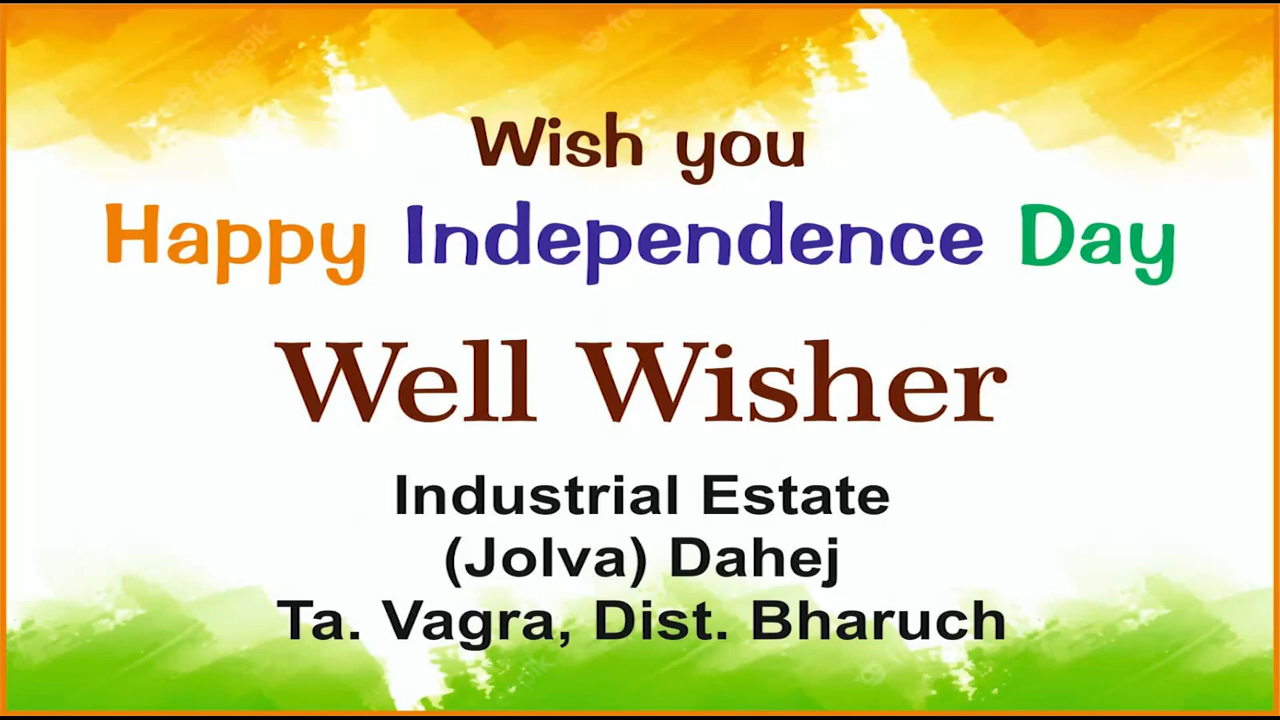 Wish you
Happy Independence Day
Well Wisher
Industrial Estate
(Jolva) Dahej
Ta. Vagra, Dist. Bharuch